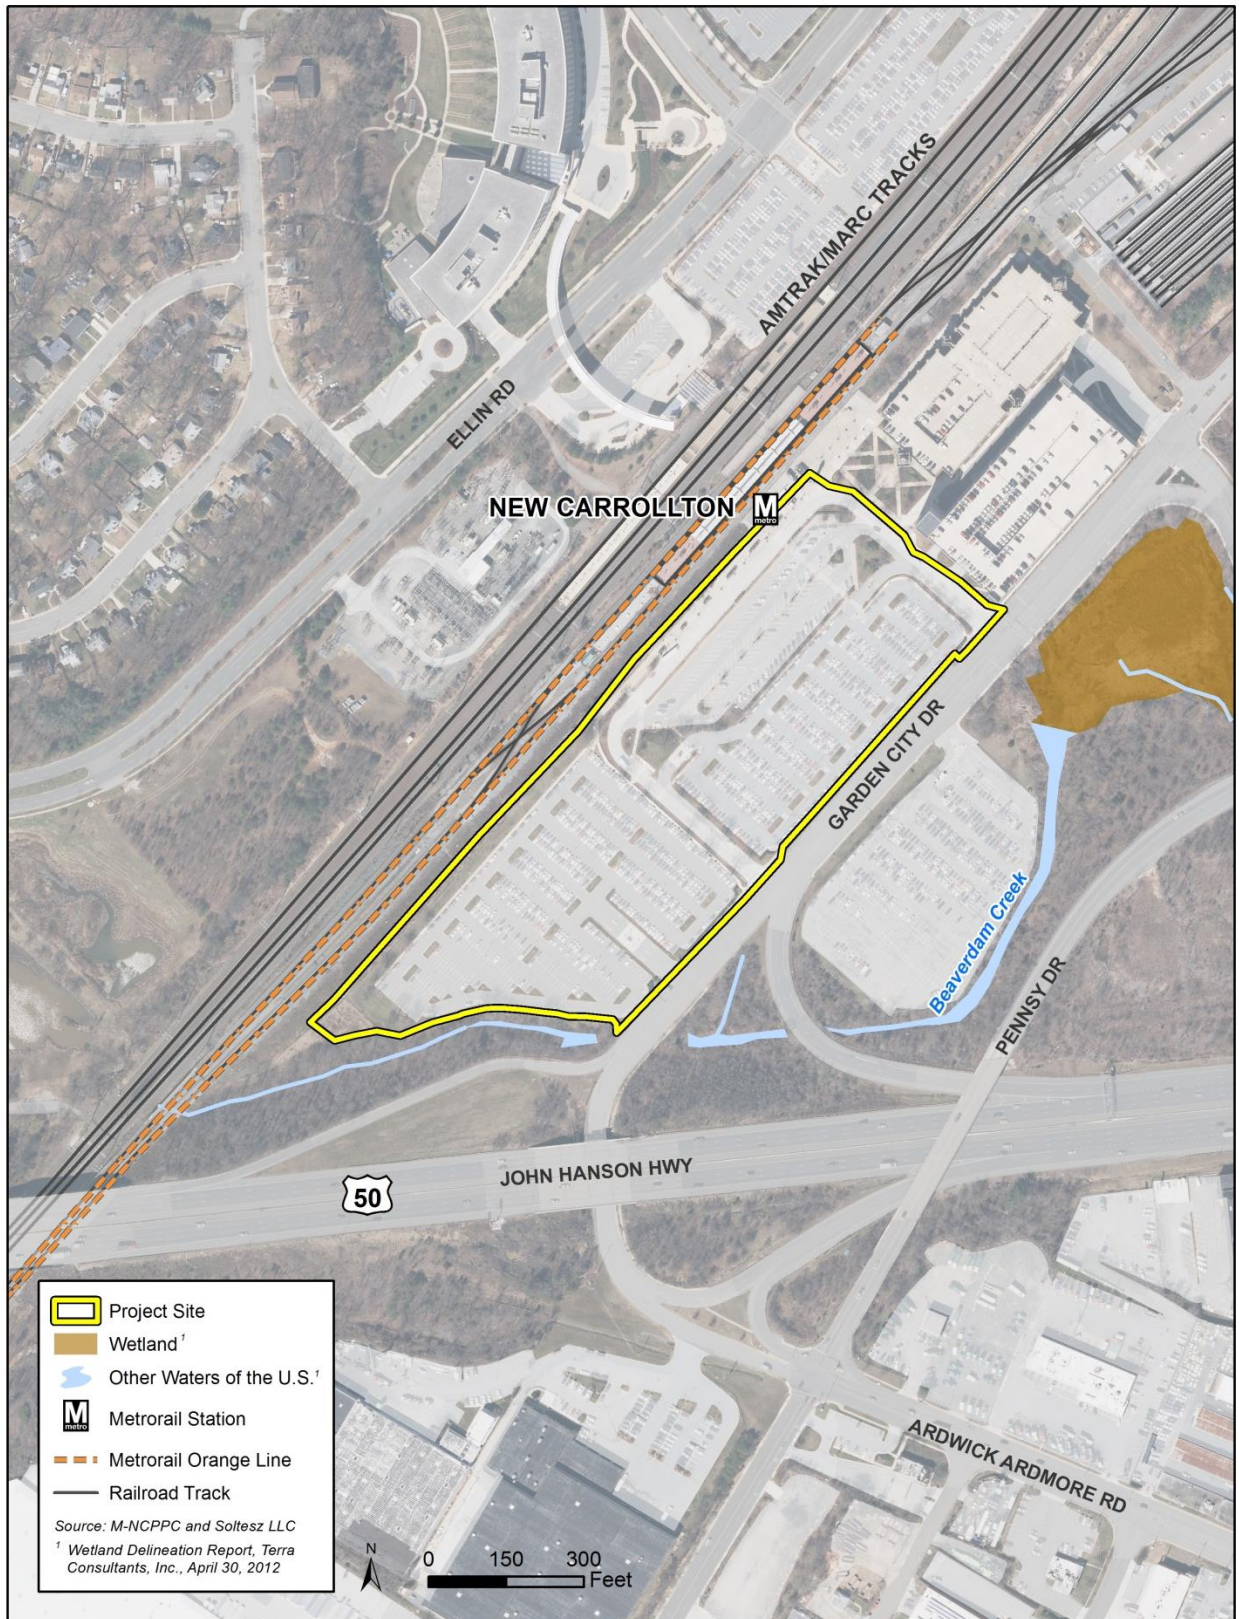 AMTRAK/MARC TRACKS
ELLIN RD
NEW CARROLLTON
M
metro
GARDEN CITY DR
Beaverdam Creek
PENNSY DR
JOHN HANSON HWY
50
ARDWICK ARDMORE RD
Project Site
Wetland ¹
Other Waters of the U.S.¹
M
metro
Metrorail Station
Metrorail Orange Line
Railroad Track
Source: M-NCPPC and Soltesz LLC
¹ Wetland Delineation Report, Terra
Consultants, Inc., April 30, 2012
N
0 150 300
Feet